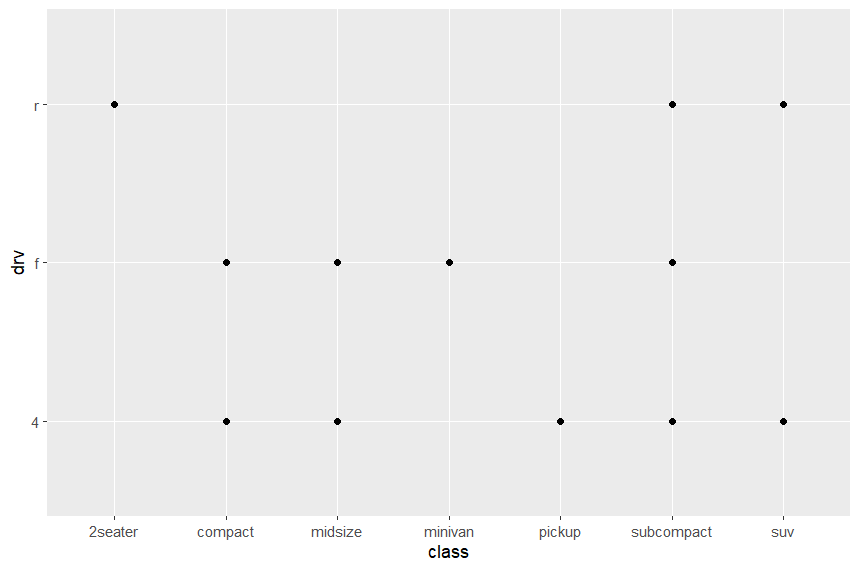 r
f
4
drv
2seater compact midsize minivan pickup subcompact suv
class